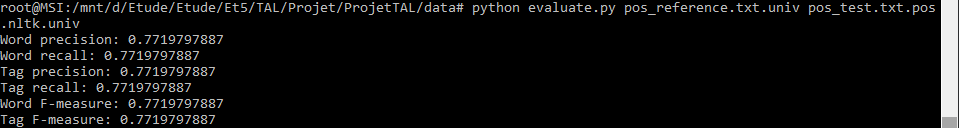 root@MSI:/mnt/d/Etude/Etude/Et5/TAL/Projet/ProjetTAL/data# python evaluate.py pos_reference.txt.univ pos_test.txt.pos
.nltk.univ
Word precision: 0.7719797887
Word recall: 0.7719797887
Tag precision: 0.7719797887
Tag recall: 0.7719797887
Word F-measure: 0.7719797887
Tag F-measure: 0.7719797887